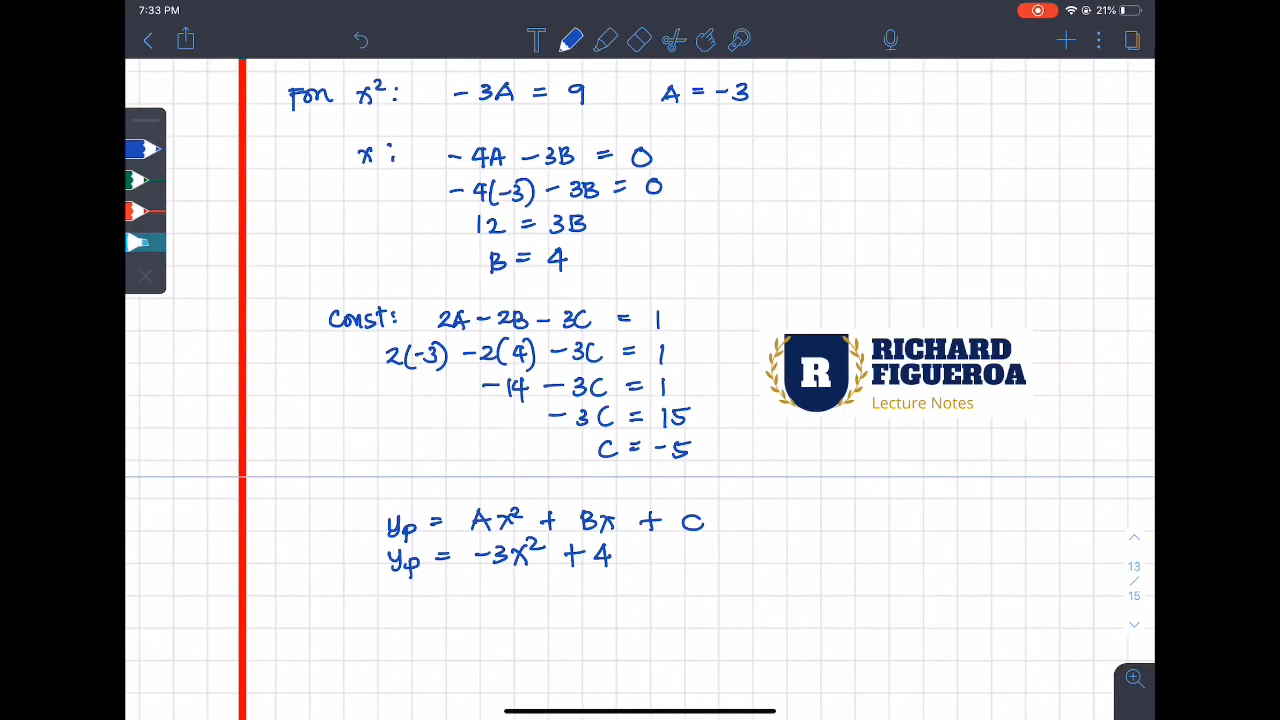 7:33 PM
21%
For x²: -3A = 9 A = -3
x: -4A - 3B = 0
-4(-3) - 3B = 0
12 = 3B
B = 4
Const: 2A - 2B - 3C = 1
2(-3) - 2(4) - 3C = 1
-14 - 3C = 1
-3C = 15
C = -5
R
RICHARD
FIGUEROA
Lecture Notes
yp = Ax² + Bx + C
yp = -3x² + 4
13
/
15